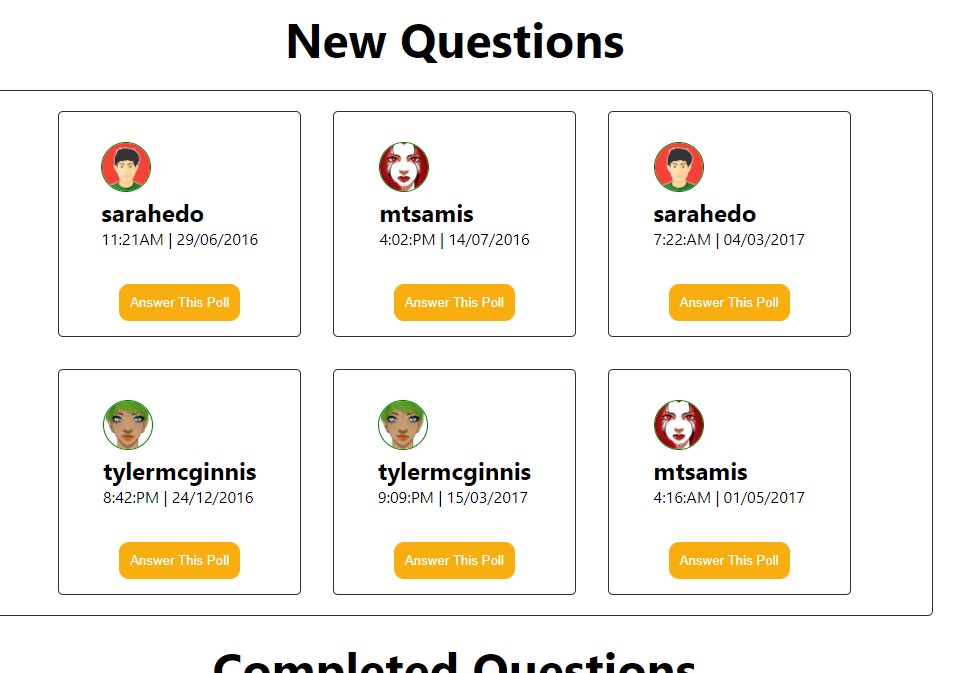 New Questions
sarahedo
11:21AM | 29/06/2016
Answer This Poll
mtsamis
4:02:PM | 14/07/2016
Answer This Poll
sarahedo
7:22:AM | 04/03/2017
Answer This Poll
tylermcginnis
8:42:PM | 24/12/2016
Answer This Poll
tylermcginnis
9:09:PM | 15/03/2017
Answer This Poll
mtsamis
4:16:AM | 01/05/2017
Answer This Poll
Completed Questions